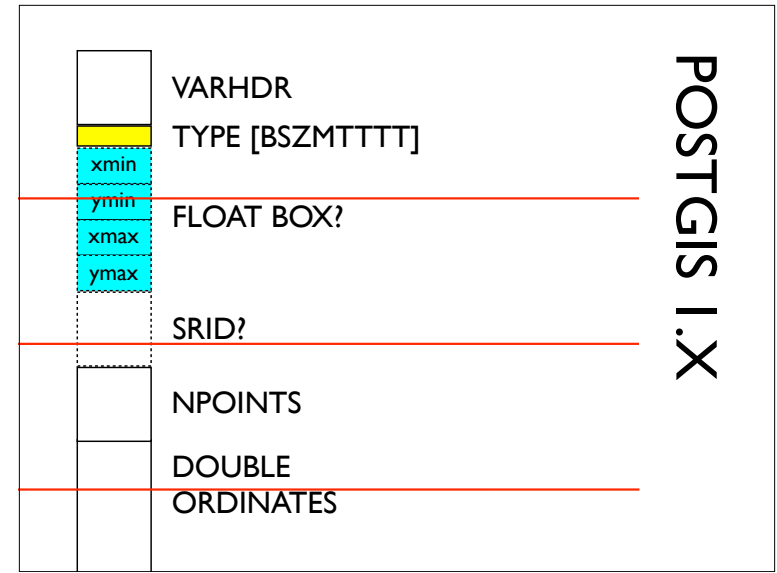 VARHDR
TYPE [BSZMTTTT]
xmin
ymin
FLOAT BOX?
xmax
ymax
SRID?
NPOINTS
DOUBLE
ORDINATES
POSTGIS 1.X